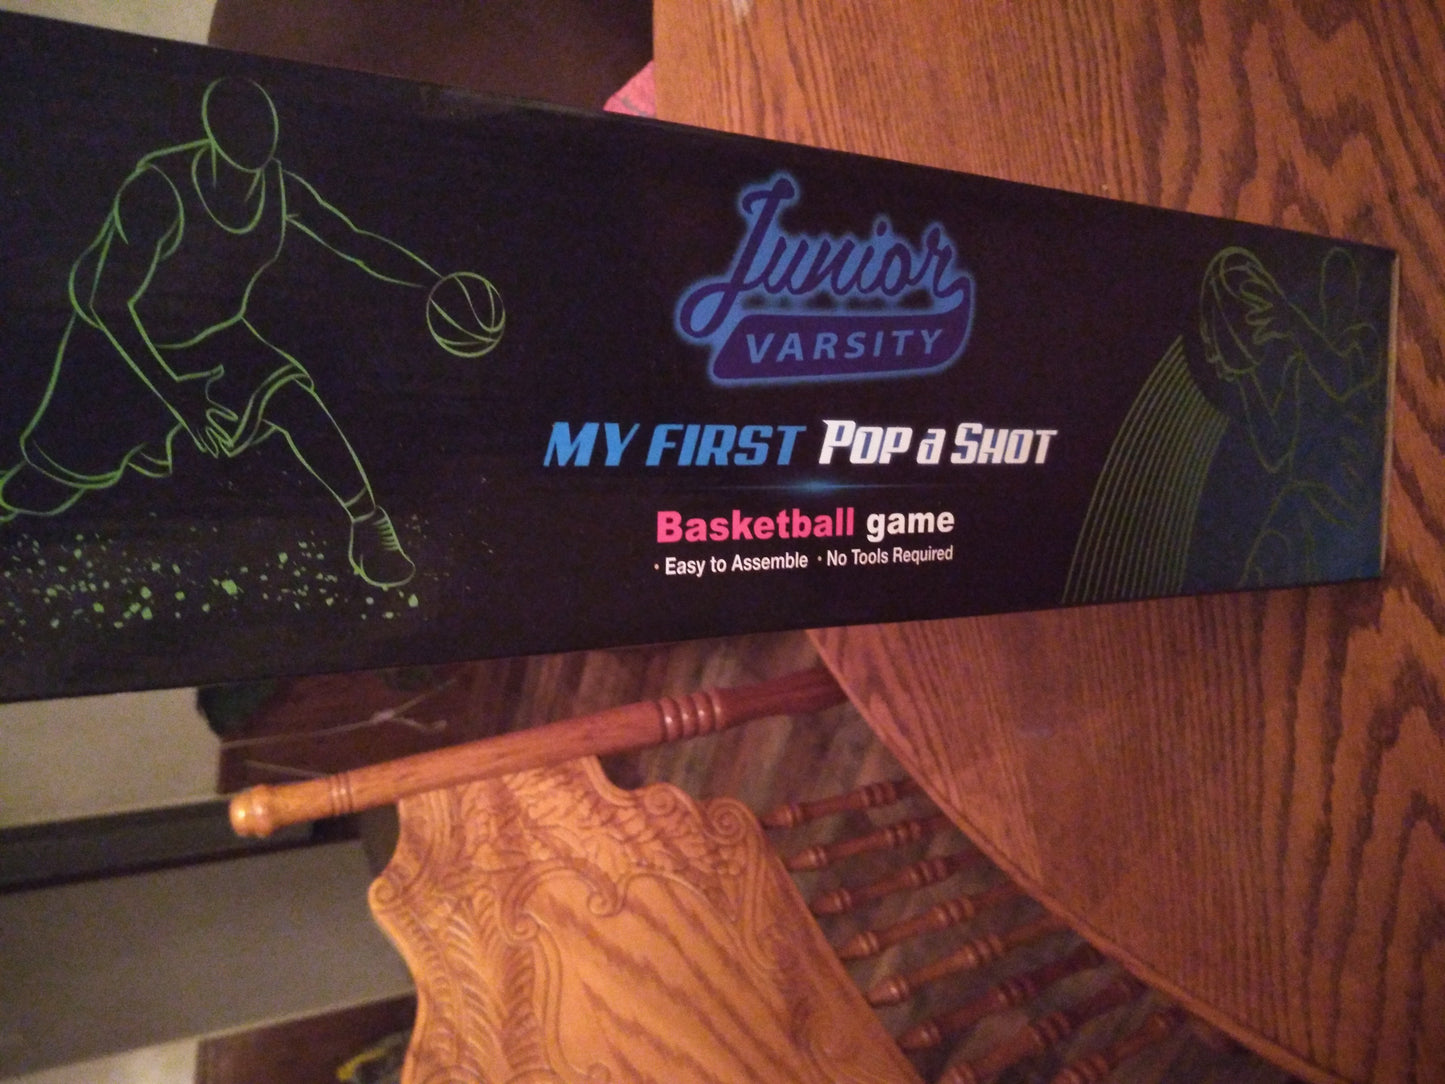 Junior
VARSITY
MY FIRST POP A SHOT
Basketball game
· Easy to Assemble · No Tools Required